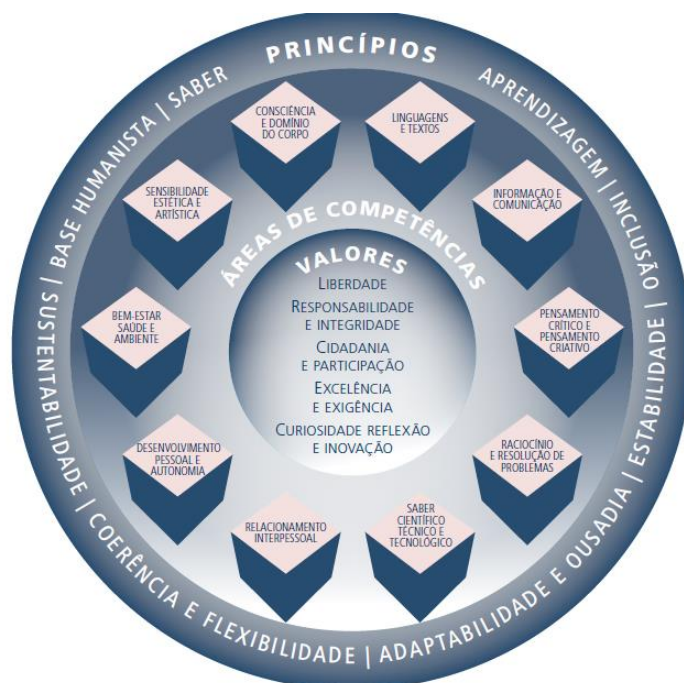 PRINCÍPIOS
APRENDIZAGEM | INCLUSÃO | ESTABILIDADE | ADAPTABILIDADE E OUSADIA | COERÊNCIA E FLEXIBILIDADE | SUSTENTABILIDADE | BASE HUMANISTA | SABER
ÁREAS DE COMPETÊNCIAS
LINGUAGENS
E TEXTOS
INFORMAÇÃO E
COMUNICAÇÃO
PENSAMENTO
CRÍTICO E
PENSAMENTO
CRIATIVO
RACIOCÍNIO
E RESOLUÇÃO DE
PROBLEMAS
SABER
CIENTÍFICO
TÉCNICO E
TECNOLÓGICO
RELACIONAMENTO
INTERPESSOAL
DESENVOLVIMENTO
PESSOAL E
AUTONOMIA
BEM-ESTAR
SAÚDE E
AMBIENTE
SENSIBILIDADE
ESTÉTICA E
ARTÍSTICA
CONSCIÊNCIA
E DOMÍNIO
DO CORPO
VALORES
LIBERDADE
RESPONSABILIDADE
E INTEGRIDADE
CIDADANIA
E PARTICIPAÇÃO
EXCELÊNCIA
E EXIGÊNCIA
CURIOSIDADE REFLEXÃO
E INOVAÇÃO